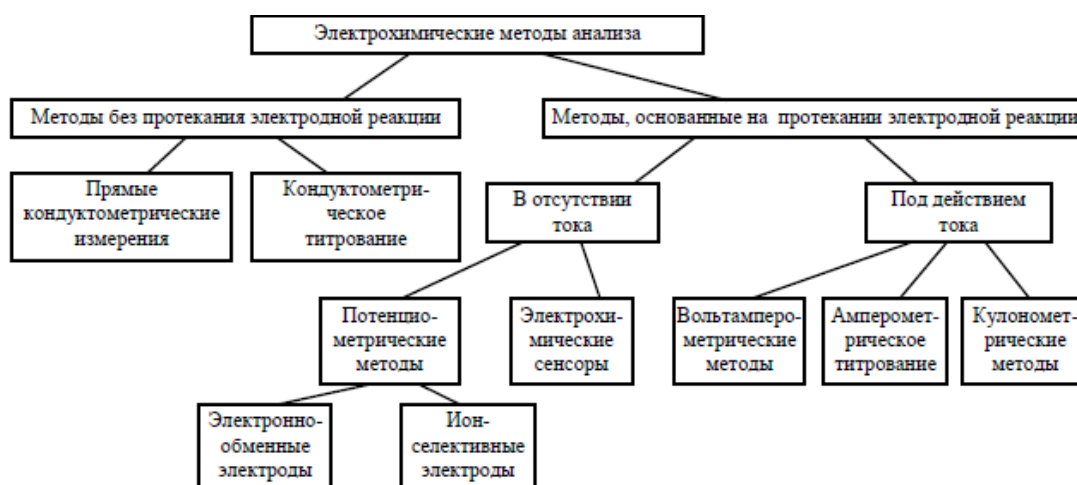 Электрохимические методы анализа
Методы без протекания электродной реакции
Методы, основанные на протекании электродной реакции
Прямые
кондуктометрические
измерения
Кондуктометри-
ческое
титрование
В отсутствии
тока
Под действием
тока
Потенцио-
метрические
методы
Электрохи-
мические
сенсоры
Вольтамперо-
метрические
методы
Амперомет-
рическое
титрование
Кулономет-
рические
методы
Электронно-
обменные
электроды
Ион-
селективные
электроды